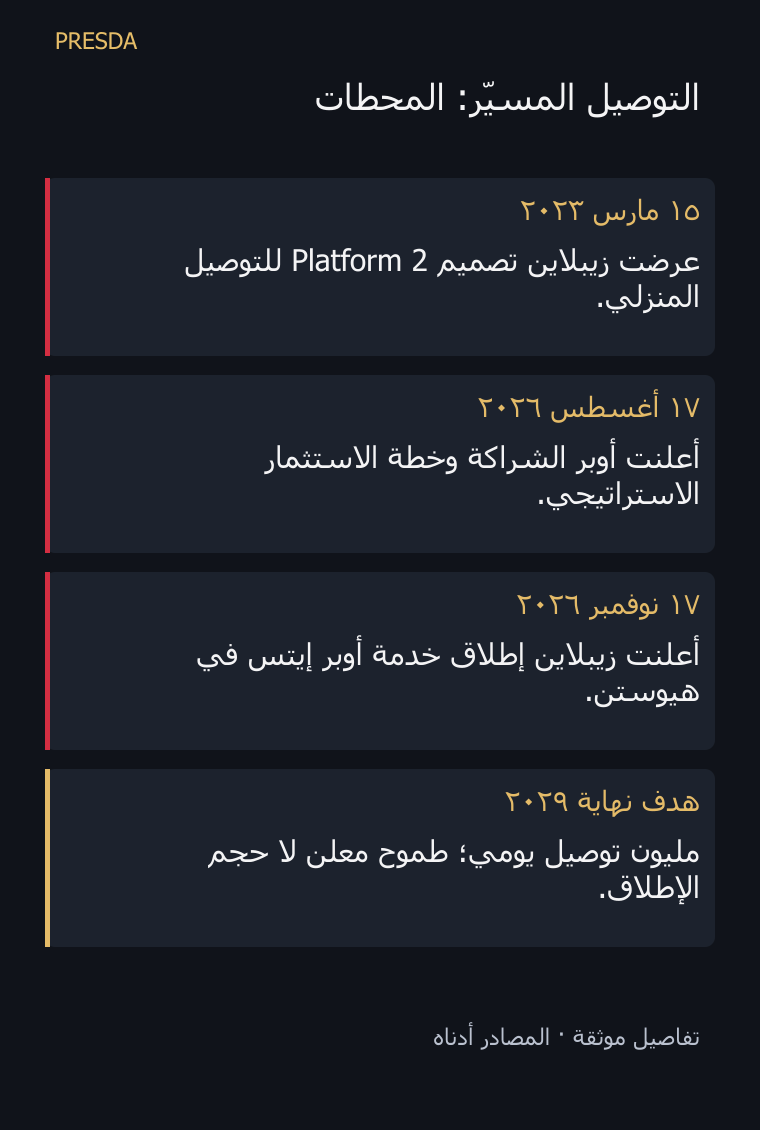 PRESDA
التوصيل المسيّر: المحطات
١٥ مارس ٢٠٢٣
عرضت زيبلاين تصميم Platform 2 للتوصيل
المنزلي.
١٧ أغسطس ٢٠٢٦
أعلنت أوبر الشراكة وخطة الاستثمار
الاستراتيجي.
١٧ نوفمبر ٢٠٢٦
أعلنت زيبلاين إطلاق خدمة أوبر إيتس في
هيوستن.
هدف نهاية ٢٠٢٩
مليون توصيل يومي؛ طموح معلن لا حجم
الإطلاق.
تفاصيل موثقة · المصادر أدناه